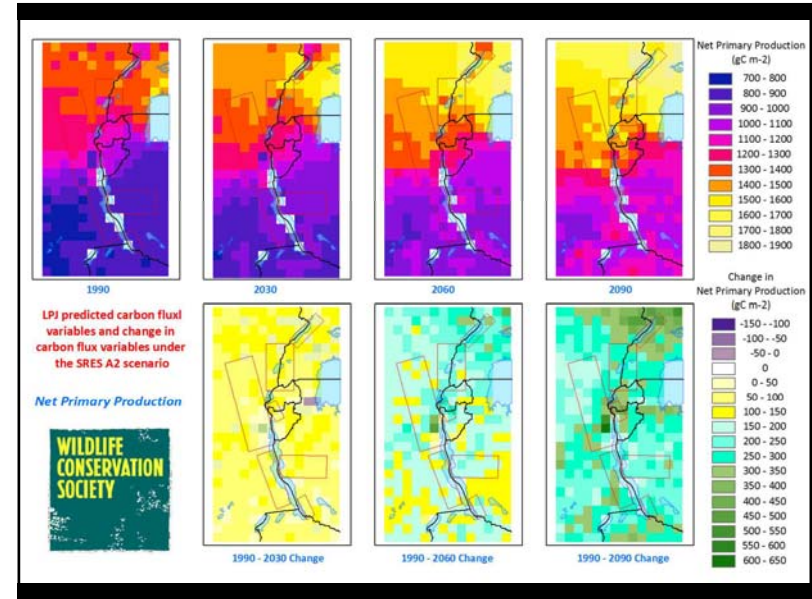 Net Primary Production
(gC m-2)
700 - 800
800 - 900
900 - 1000
1000 - 1100
1100 - 1200
1200 - 1300
1300 - 1400
1400 - 1500
1500 - 1600
1600 - 1700
1700 - 1800
1800 - 1900
1990
2030
2060
2090
LPJ predicted carbon fluxl
variables and change in
carbon flux variables under
the SRES A2 scenario
Net Primary Production
WILDLIFE
CONSERVATION
SOCIETY
Change in
Net Primary Production
(gC m-2)
-150 - -100
-100 - -50
-50 - 0
0
0 - 50
50 - 100
100 - 150
150 - 200
200 - 250
250 - 300
300 - 350
350 - 400
400 - 450
450 - 500
500 - 550
550 - 600
600 - 650
1990 - 2030 Change
1990 - 2060 Change
1990 - 2090 Change